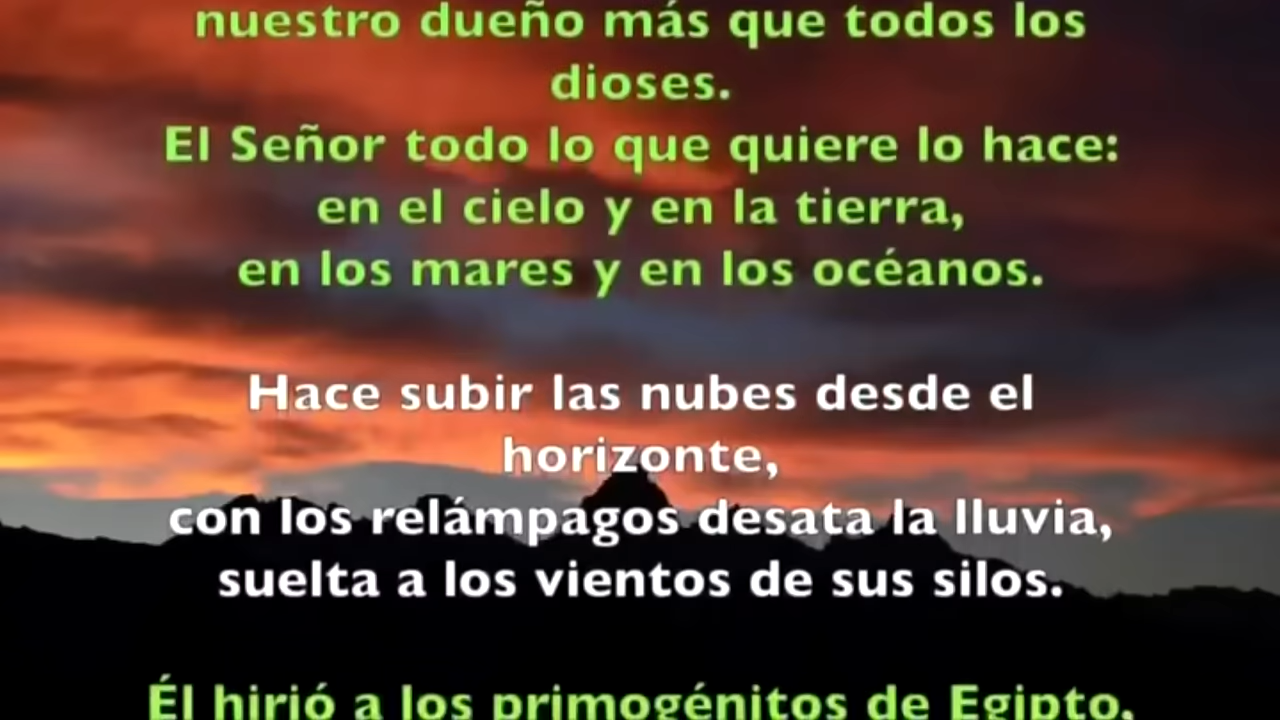 nuestro dueño más que todos los
dioses.
El Señor todo lo que quiere lo hace:
en el cielo y en la tierra,
en los mares y en los océanos.
Hace subir las nubes desde el
horizonte,
con los relámpagos desata la lluvia,
suelta a los vientos de sus silos.
Él hirió a los primogénitos de Egipto,